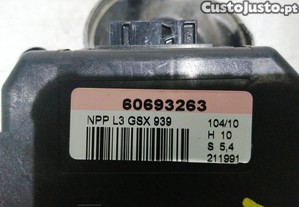 CustoJusto.pt
60693263
NPP L3 GSX 939
104/10
H 10
S 5,4
211991